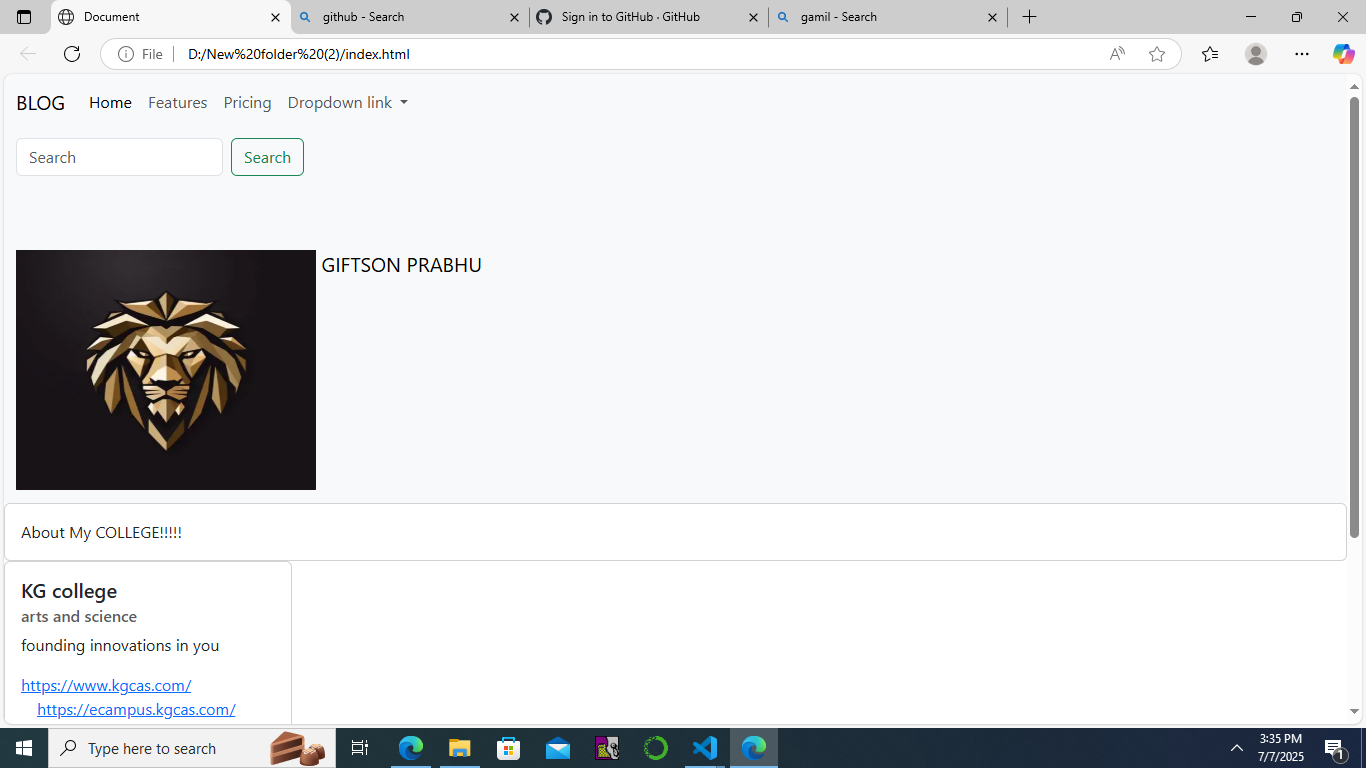 Document
github - Search
Sign in to GitHub · GitHub
gamil - Search
File
D:/New%20folder%20(2)/index.html
BLOG Home Features Pricing Dropdown link
Search Search
GIFTSON PRABHU
About My COLLEGE!!!!!
KG college
arts and science
founding innovations in you
https://www.kgcas.com/
https://ecampus.kgcas.com/
Type here to search
3:35 PM
7/7/2025
1